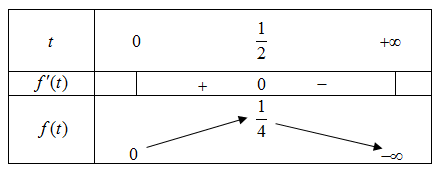 t 0 1/2 +∞
f'(t) + 0 −
f(t) 0 1/4 −∞